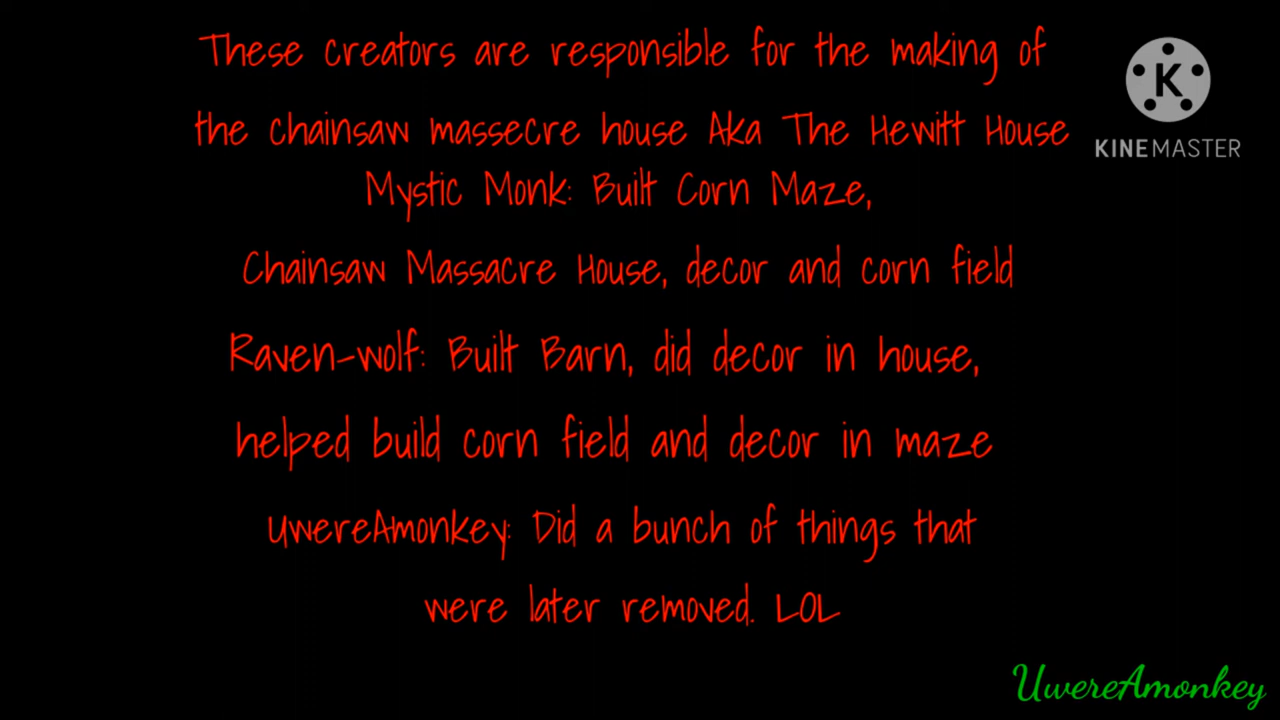 These creators are responsible for the making of
the chainsaw massecre house Aka The Hewitt House
Mystic Monk: Built Corn Maze,
Chainsaw Massacre House, decor and corn field
Raven-wolf: Built Barn, did decor in house,
helped build corn field and decor in maze
UwereAmonkey: Did a bunch of things that
were later removed. LOL
K
KINEMASTER
UwereAmonkey